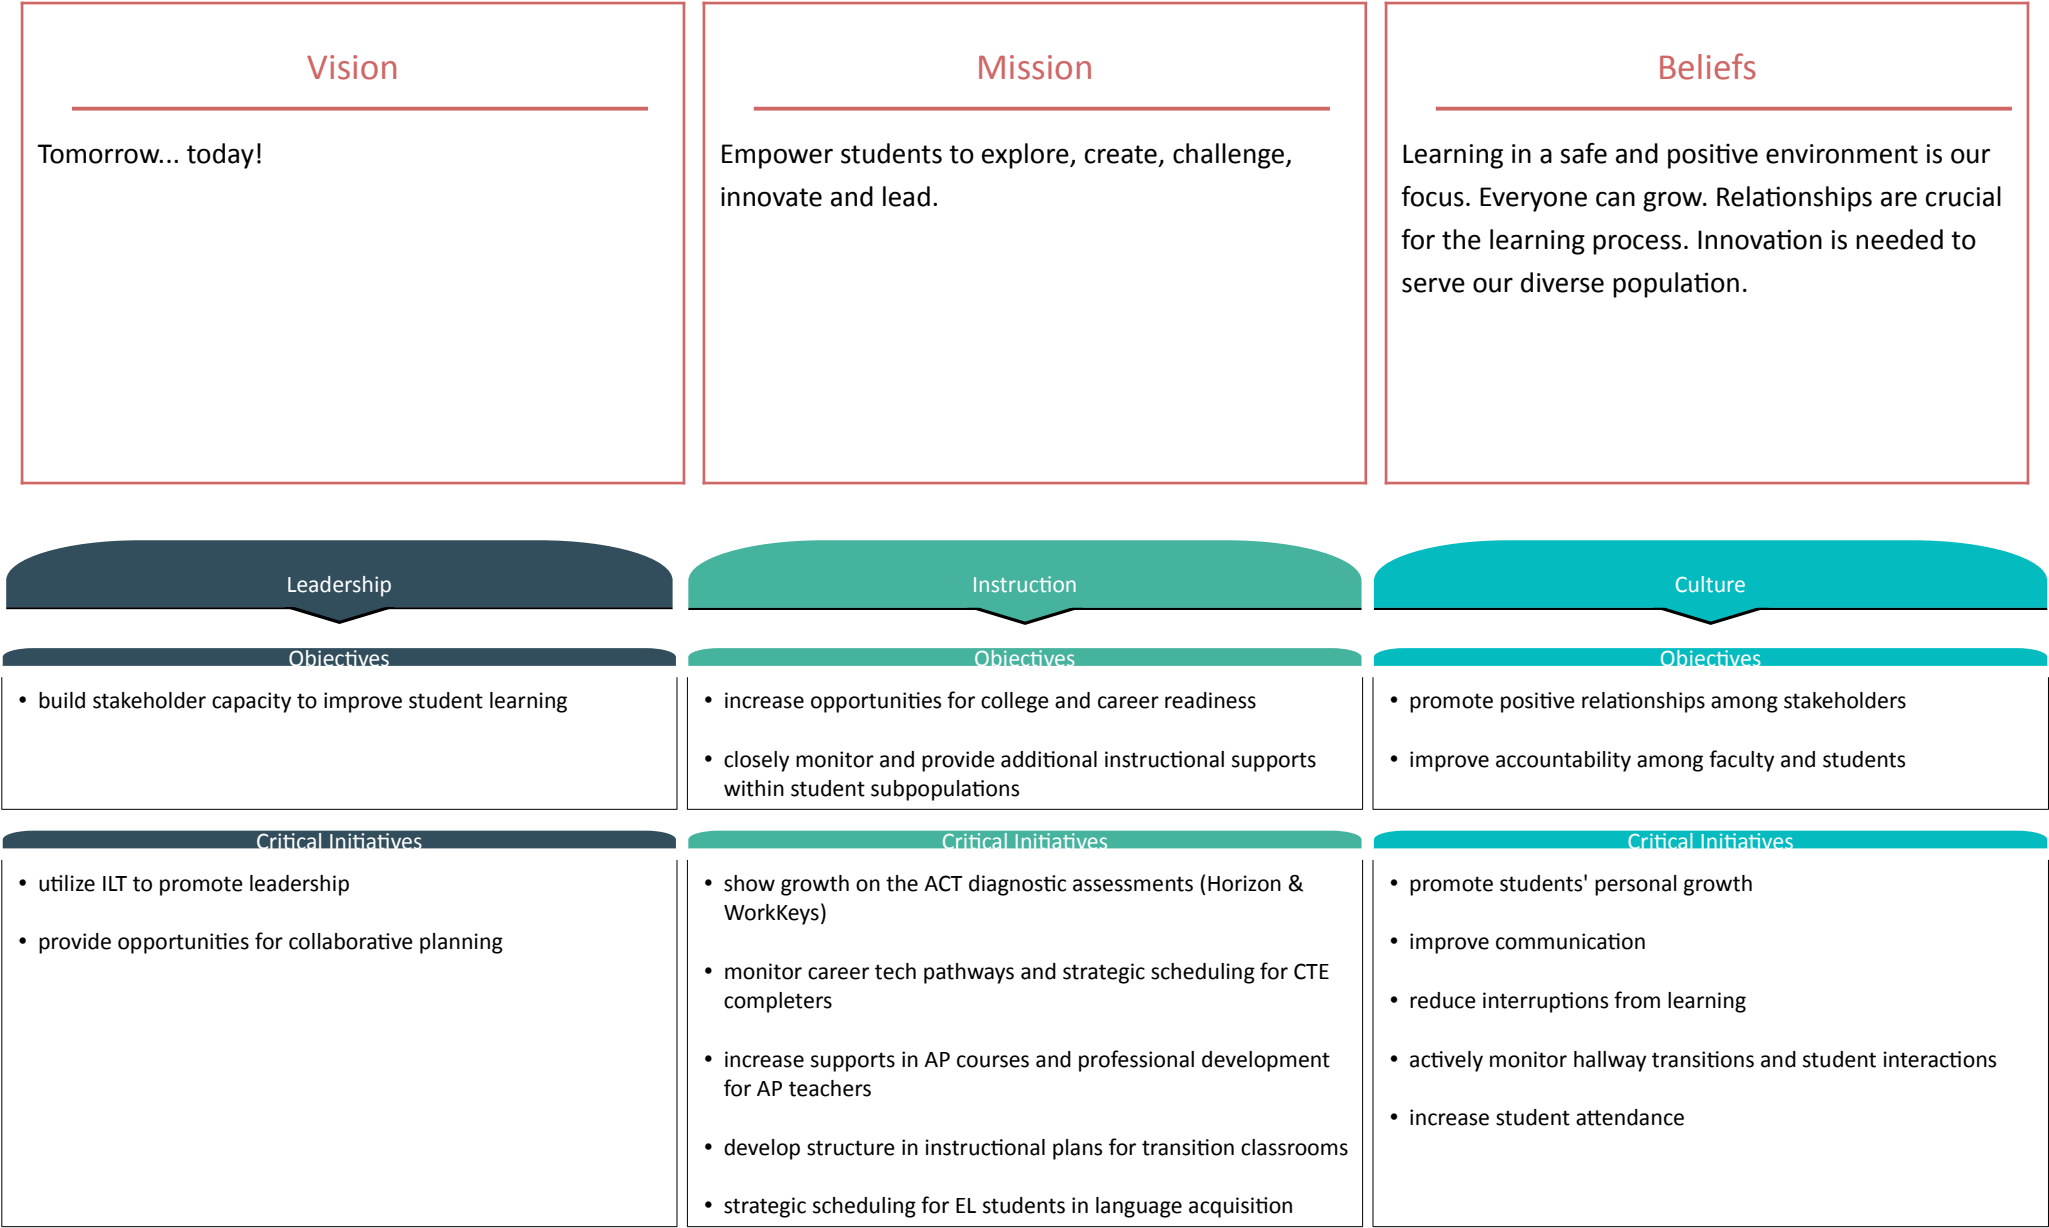 Vision
Tomorrow... today!
Mission
Empower students to explore, create, challenge,
innovate and lead.
Beliefs
Learning in a safe and positive environment is our
focus. Everyone can grow. Relationships are crucial
for the learning process. Innovation is needed to
serve our diverse population.
Leadership
Objectives
• build stakeholder capacity to improve student learning
Critical Initiatives
• utilize ILT to promote leadership
• provide opportunities for collaborative planning
Instruction
Objectives
• increase opportunities for college and career readiness
• closely monitor and provide additional instructional supports
within student subpopulations
Critical Initiatives
• show growth on the ACT diagnostic assessments (Horizon &
WorkKeys)
• monitor career tech pathways and strategic scheduling for CTE
completers
• increase supports in AP courses and professional development
for AP teachers
• develop structure in instructional plans for transition classrooms
• strategic scheduling for EL students in language acquisition
Culture
Objectives
• promote positive relationships among stakeholders
• improve accountability among faculty and students
Critical Initiatives
• promote students' personal growth
• improve communication
• reduce interruptions from learning
• actively monitor hallway transitions and student interactions
• increase student attendance